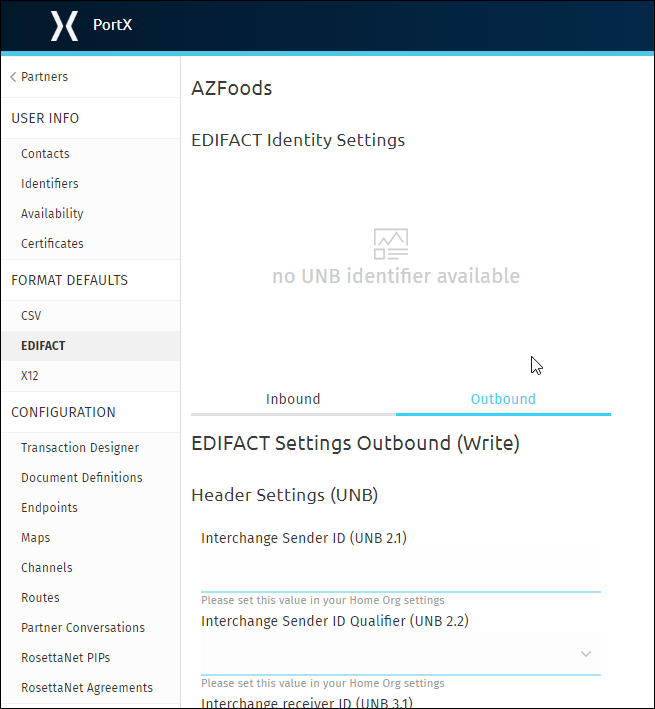 PortX
Partners
USER INFO
Contacts
Identifiers
Availability
Certificates
FORMAT DEFAULTS
CSV
EDIFACT
X12
CONFIGURATION
Transaction Designer
Document Definitions
Endpoints
Maps
Channels
Routes
Partner Conversations
RosettaNet PIPs
RosettaNet Agreements
AZFoods
EDIFACT Identity Settings
no UNB identifier available
Inbound
Outbound
EDIFACT Settings Outbound (Write)
Header Settings (UNB)
Interchange Sender ID (UNB 2.1)
Please set this value in your Home Org settings
Interchange Sender ID Qualifier (UNB 2.2)
Please set this value in your Home Org settings
Interchange receiver ID (UNB 3.1)